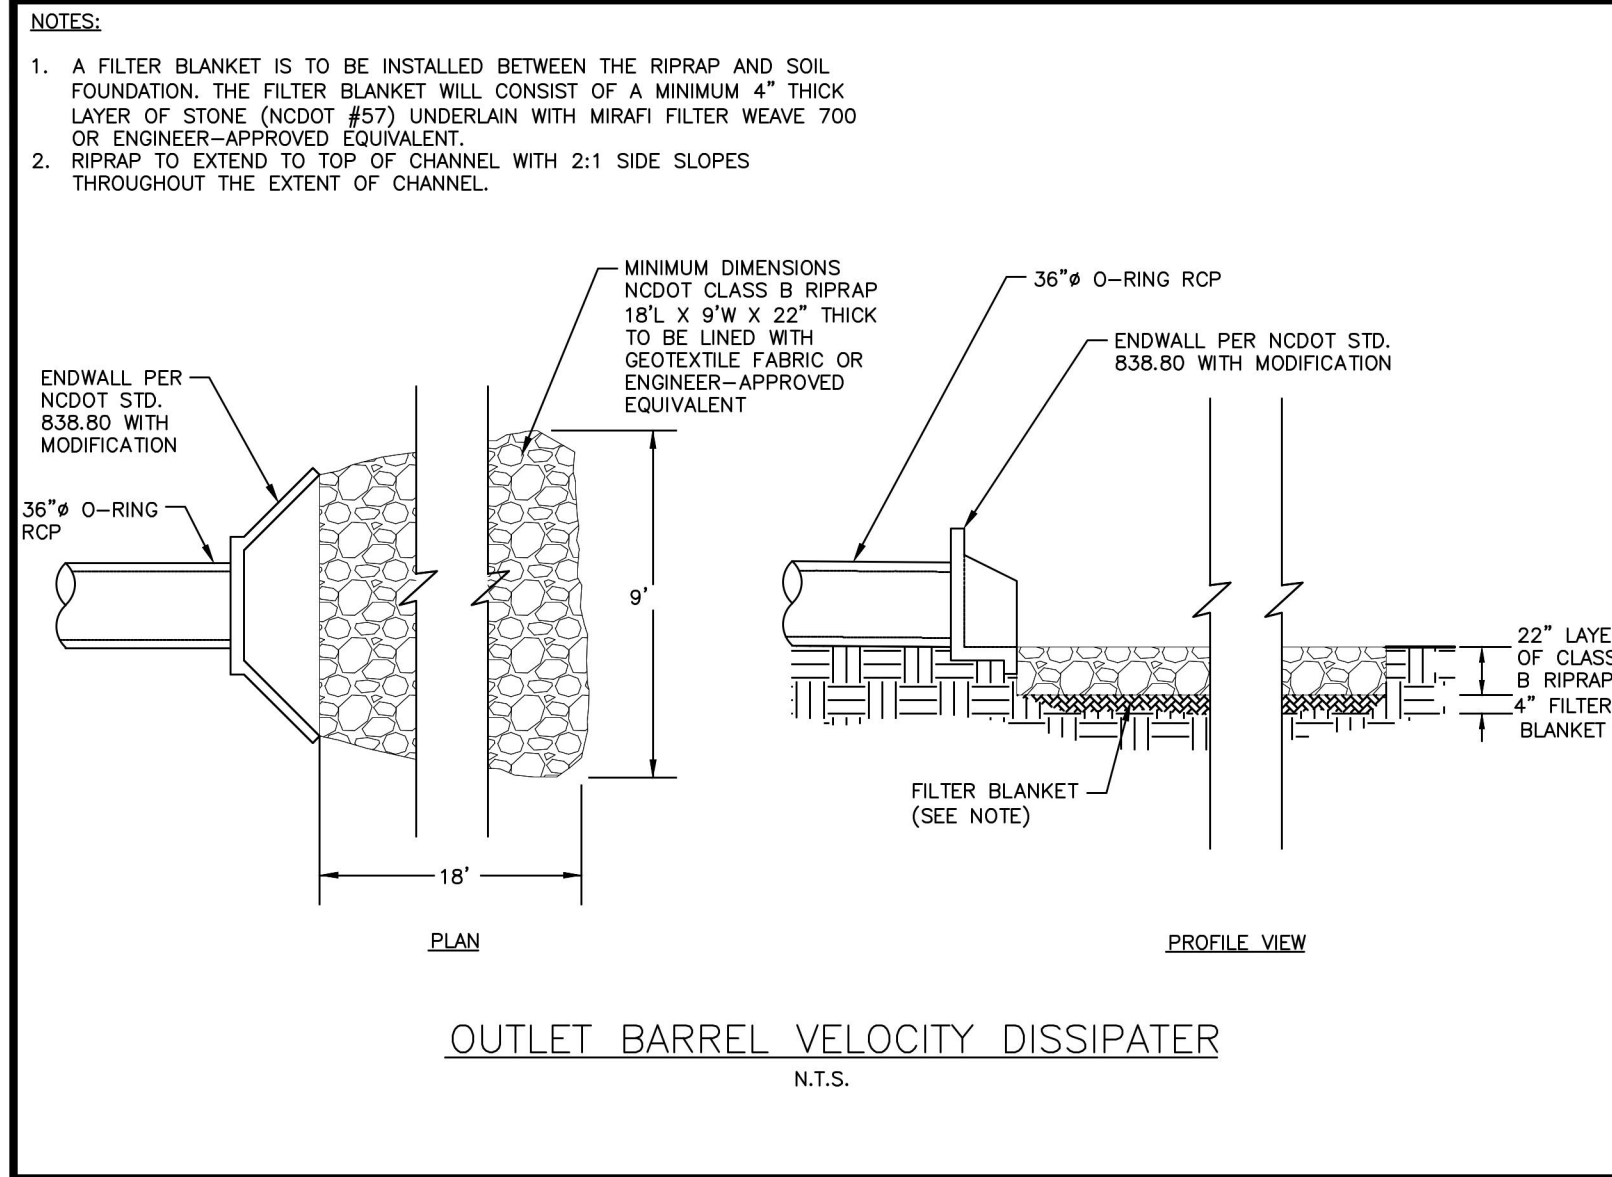 NOTES:
1. A FILTER BLANKET IS TO BE INSTALLED BETWEEN THE RIPRAP AND SOIL
FOUNDATION. THE FILTER BLANKET WILL CONSIST OF A MINIMUM 4" THICK
LAYER OF STONE (NCDOT #57) UNDERLAIN WITH MIRAFI FILTER WEAVE 700
OR ENGINEER-APPROVED EQUIVALENT.
2. RIPRAP TO EXTEND TO TOP OF CHANNEL WITH 2:1 SIDE SLOPES
THROUGHOUT THE EXTENT OF CHANNEL.
MINIMUM DIMENSIONS
NCDOT CLASS B RIPRAP
18'L X 9'W X 22" THICK
TO BE LINED WITH
GEOTEXTILE FABRIC OR
ENGINEER-APPROVED
EQUIVALENT
ENDWALL PER
NCDOT STD.
838.80 WITH
MODIFICATION
36"ø O-RING
RCP
9'
18'
PLAN
36"ø O-RING RCP
ENDWALL PER NCDOT STD.
838.80 WITH MODIFICATION
22" LAYE
OF CLASS
B RIPRAP
4" FILTER
BLANKET
FILTER BLANKET
(SEE NOTE)
PROFILE VIEW
OUTLET BARREL VELOCITY DISSIPATER
N.T.S.